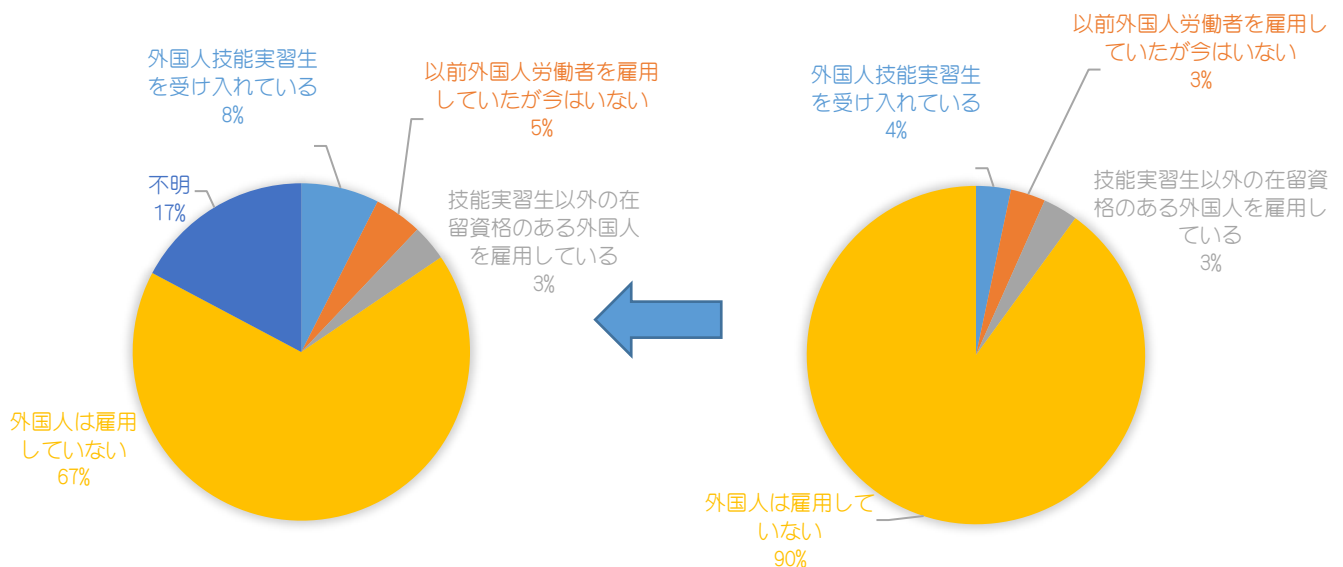 外国人技能実習生
を受け入れている
8%
以前外国人労働者を雇用
していたが今はいない
5%
技能実習生以外の在
留資格のある外国人
を雇用している
3%
不明
17%
外国人は雇用
していない
67%
以前外国人労働者を雇用し
ていたが今はいない
3%
外国人技能実習生
を受け入れている
4%
技能実習生以外の在留資
格のある外国人を雇用し
ている
3%
外国人は雇用して
いない
90%